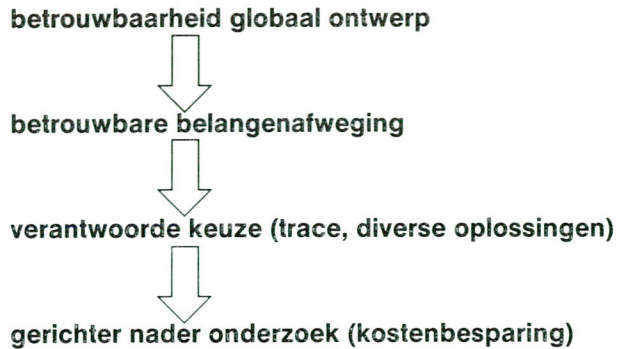 betrouwbaarheid globaal ontwerp
betrouwbare belangenafweging
verantwoorde keuze (trace, diverse oplossingen)
gerichter nader onderzoek (kostenbesparing)